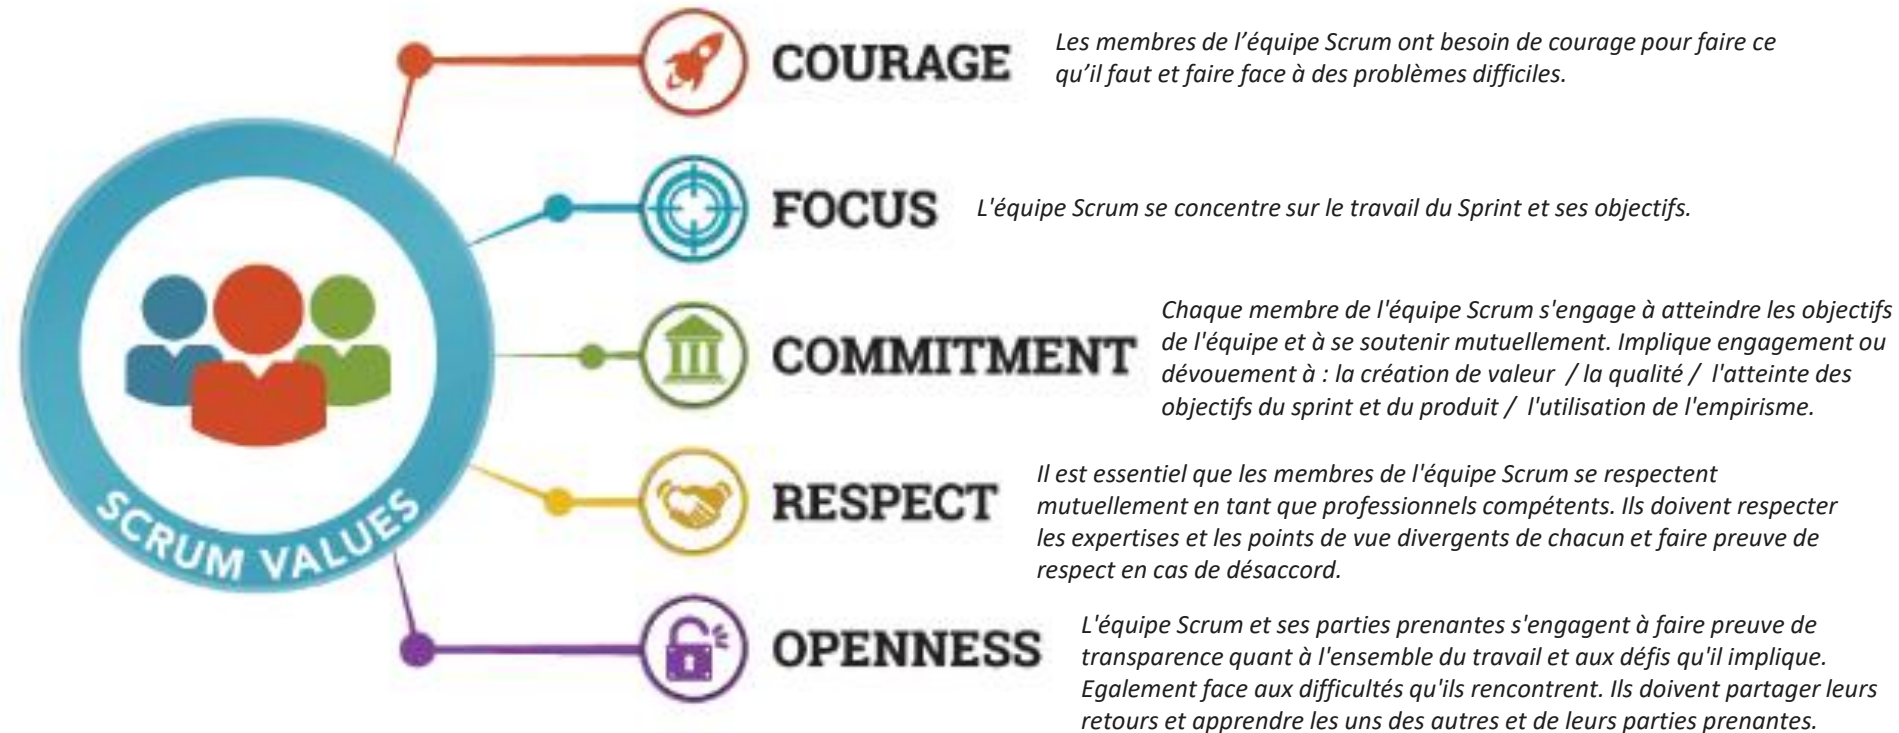 SCRUM VALUES
COURAGE
Les membres de l’équipe Scrum ont besoin de courage pour faire ce
qu’il faut et faire face à des problèmes difficiles.
FOCUS
L'équipe Scrum se concentre sur le travail du Sprint et ses objectifs.
COMMITMENT
Chaque membre de l'équipe Scrum s'engage à atteindre les objectifs
de l'équipe et à se soutenir mutuellement. Implique engagement ou
dévouement à : la création de valeur / la qualité / l'atteinte des
objectifs du sprint et du produit / l'utilisation de l'empirisme.
RESPECT
Il est essentiel que les membres de l'équipe Scrum se respectent
mutuellement en tant que professionnels compétents. Ils doivent respecter
les expertises et les points de vue divergents de chacun et faire preuve de
respect en cas de désaccord.
OPENNESS
L'équipe Scrum et ses parties prenantes s'engagent à faire preuve de
transparence quant à l'ensemble du travail et aux défis qu'il implique.
Egalement face aux difficultés qu'ils rencontrent. Ils doivent partager leurs
retours et apprendre les uns des autres et de leurs parties prenantes.